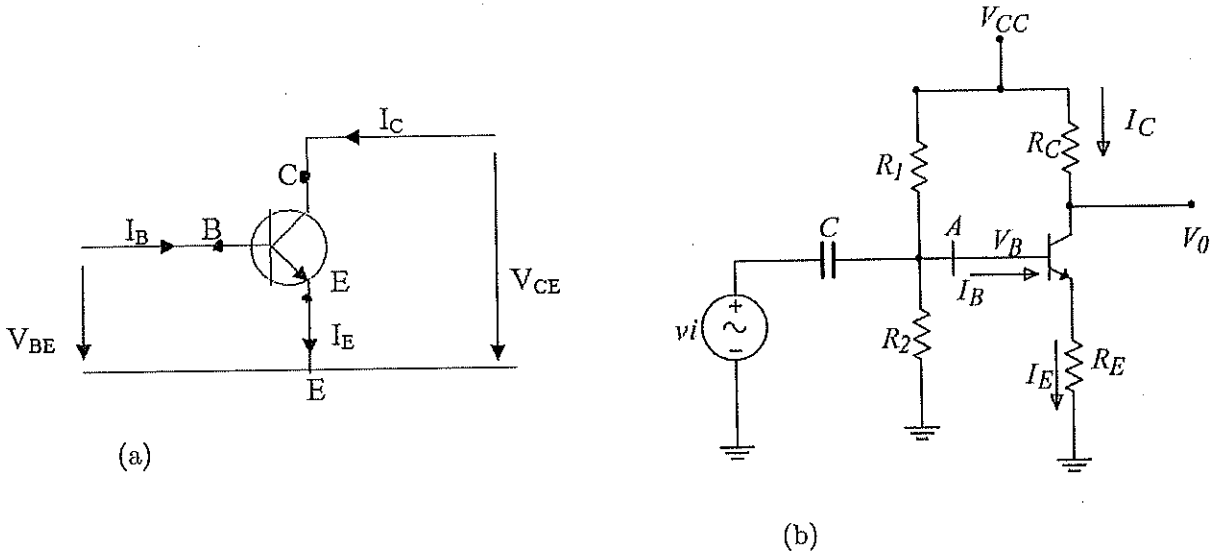 I_C
C
I_B
B
E
V_BE
V_CE
I_E
E
(a)
V_CC
I_C
R_C
R_1
C
A
V_B
V_0
I_B
vi
+
-
R_2
I_E
R_E
(b)